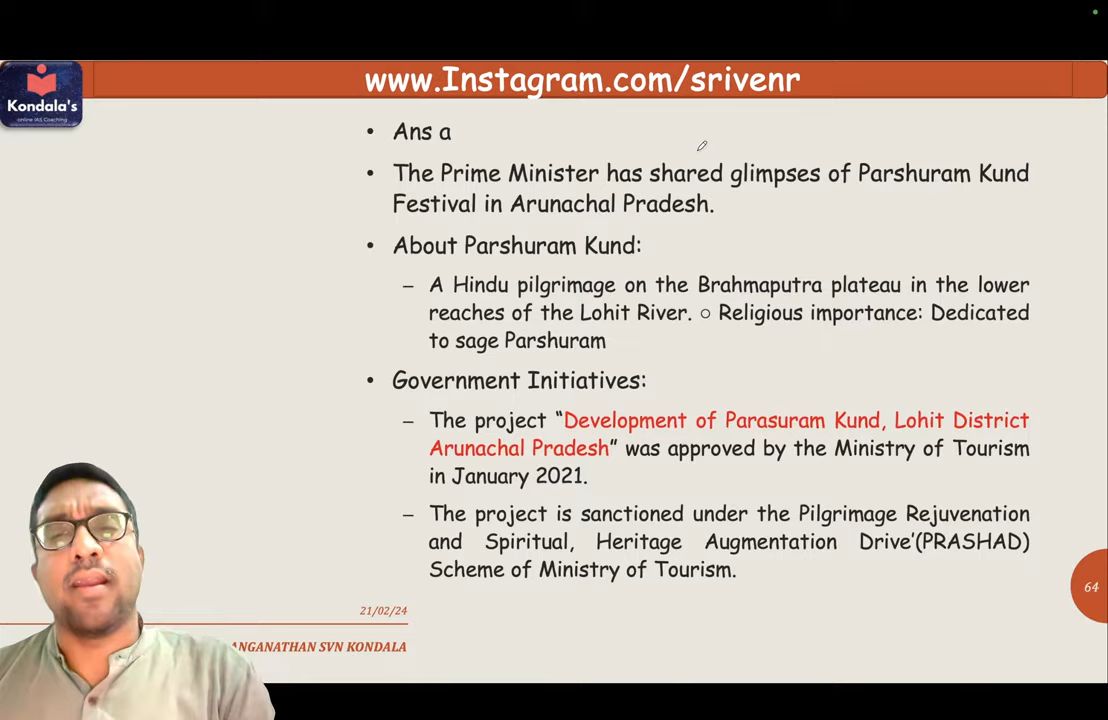 www.Instagram.com/srivenr
Kondala's
online IAS Coaching
• Ans a
• The Prime Minister has shared glimpses of Parshuram Kund
Festival in Arunachal Pradesh.
• About Parshuram Kund:
– A Hindu pilgrimage on the Brahmaputra plateau in the lower
reaches of the Lohit River. ○ Religious importance: Dedicated
to sage Parshuram
• Government Initiatives:
– The project “Development of Parasuram Kund, Lohit District
Arunachal Pradesh” was approved by the Ministry of Tourism
in January 2021.
– The project is sanctioned under the Pilgrimage Rejuvenation
and Spiritual, Heritage Augmentation Drive’(PRASHAD)
Scheme of Ministry of Tourism.
64
21/02/24
ANGANATHAN SVN KONDALA